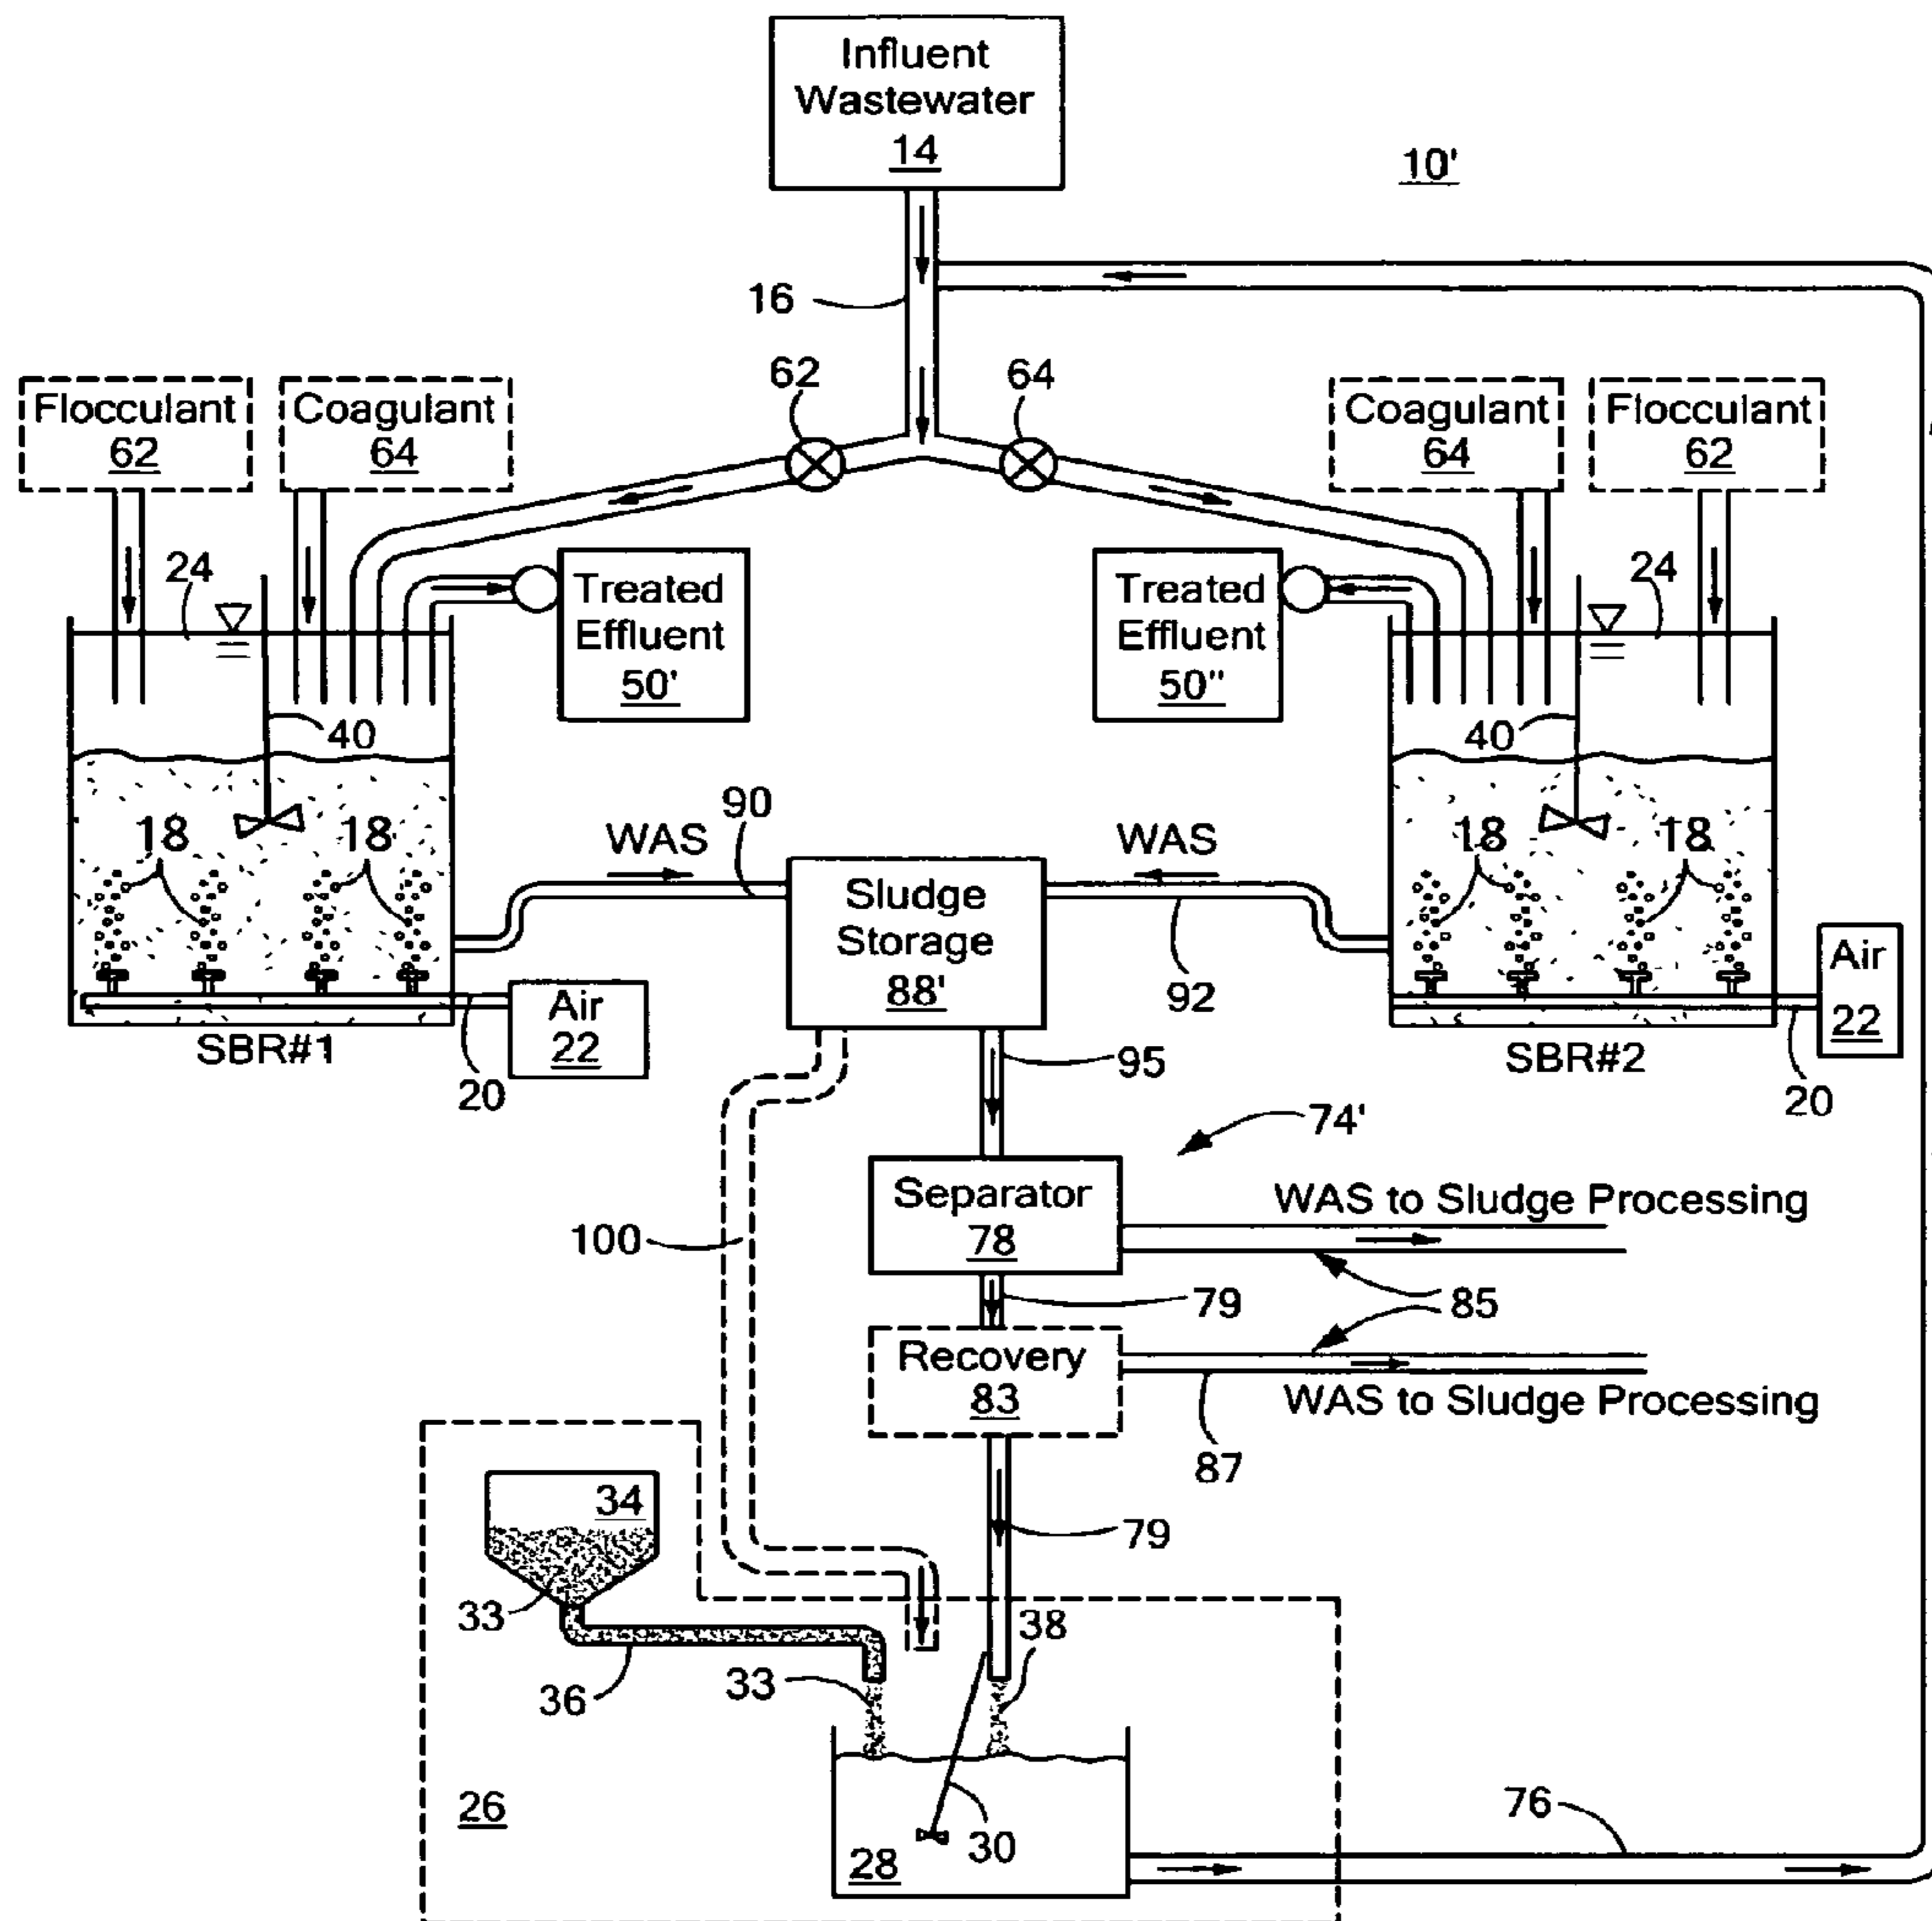 Influent
Wastewater
14
10'
16
62
64
Flocculant
62
Coagulant
64
Coagulant
64
Flocculant
62
24
Treated
Effluent
50'
Treated
Effluent
50"
24
40
40
18
18
WAS
90
WAS
18
18
Sludge
Storage
88'
92
Air
22
Air
22
SBR#1
20
SBR#2
20
95
74'
Separator
78
WAS to Sludge Processing
100
79
85
Recovery
83
WAS to Sludge Processing
87
34
33
79
38
36
33
26
28
30
76